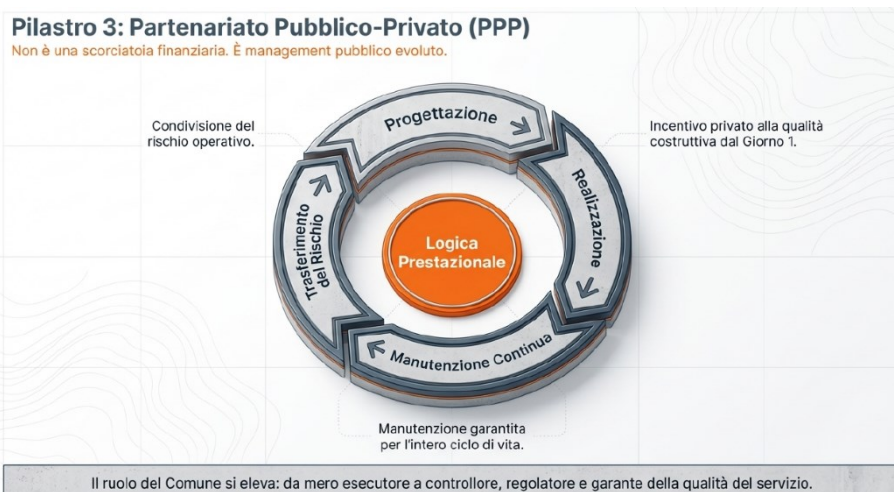 Pilastro 3: Partenariato Pubblico-Privato (PPP)
Non è una scorciatoia finanziaria. È management pubblico evoluto.
Condivisione del
rischio operativo.
Progettazione
Incentivo privato alla qualità
costruttiva dal Giorno 1.
Trasferimento
del Rischio
Logica
Prestazionale
Realizzazione
Manutenzione Continua
Manutenzione garantita
per l'intero ciclo di vita.
Il ruolo del Comune si eleva: da mero esecutore a controllore, regolatore e garante della qualità del servizio.